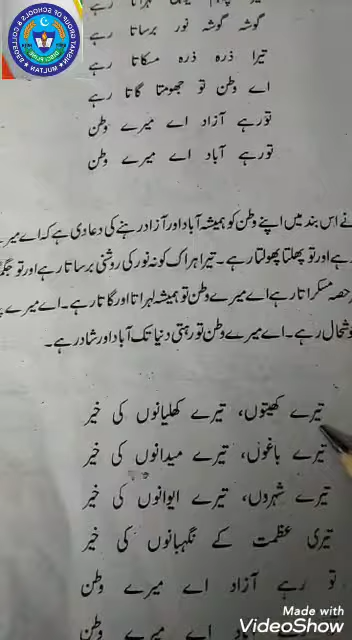 گوشہ گوشہ نور برساتا رہے
تیرا ذرہ ذرہ مسکاتا رہے
اے وطن تو جھومتا گاتا رہے
تو رہے آزاد اے میرے وطن
تو رہے آباد اے میرے وطن
نے اس بند میں اپنے وطن کو ہمیشہ آباد اور آزاد رہنے کی دعا دی ہے کہ اے میرے
رہے اور تو پھلتا پھولتا رہے۔ تیرا ہر اک کونہ نور کی روشنی برساتا رہے اور تو
حصہ مسکراتا رہے اے میرے وطن تو ہمیشہ لہراتا اور گاتا رہے۔ اے میرے
خوشحال رہے۔ اے میرے وطن تو رہتی دنیا تک آباد اور شاد رہے۔
تیرے کھیتوں، تیرے کھلیانوں کی خیر
تیرے باغوں، تیرے میدانوں کی خیر
تیرے شہروں، تیرے ایوانوں کی خیر
تیری عظمت کے نگہبانوں کی خیر
تو رہے آزاد اے میرے وطن
اے میرے وطن
Made with
VideoShow